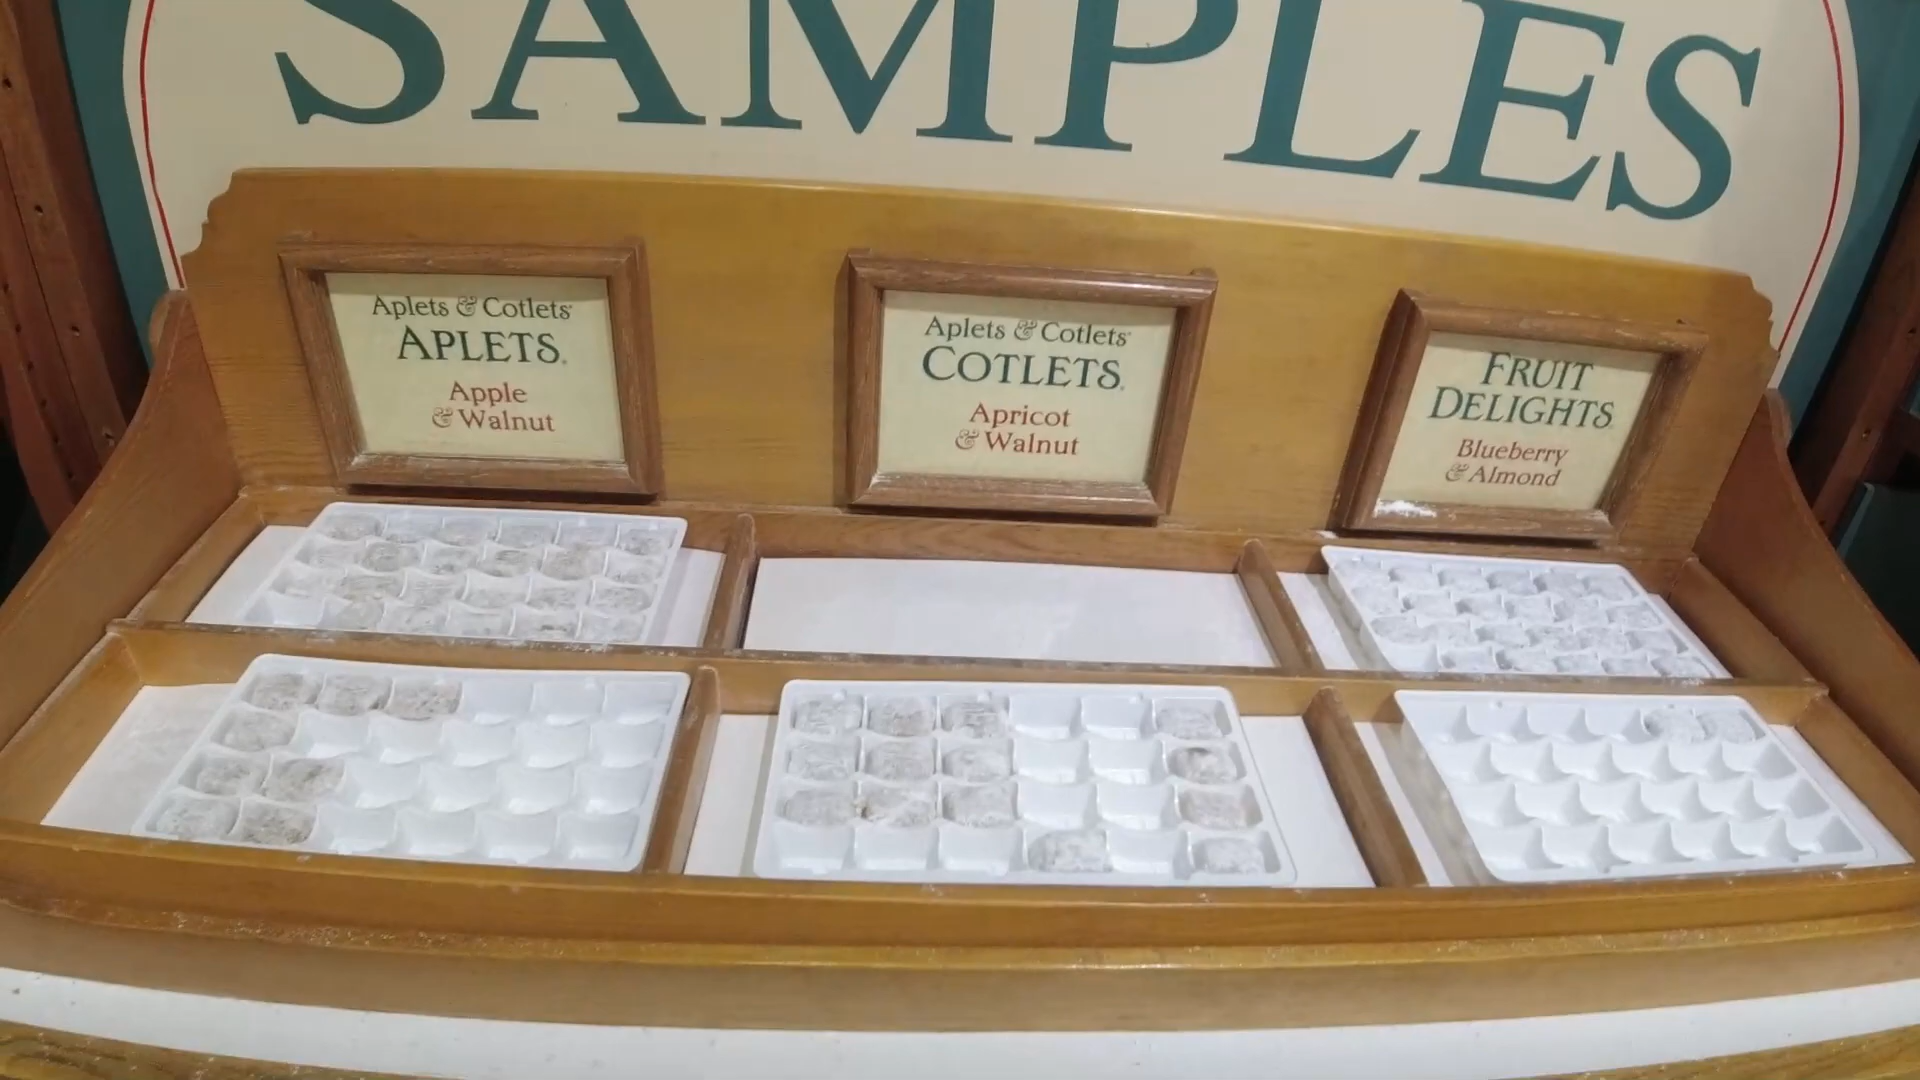 SAMPLES
Aplets & Cotlets®
APLETS®
Apple
& Walnut
Aplets & Cotlets®
COTLETS®
Apricot
& Walnut
FRUIT
DELIGHTS®
Blueberry
& Almond